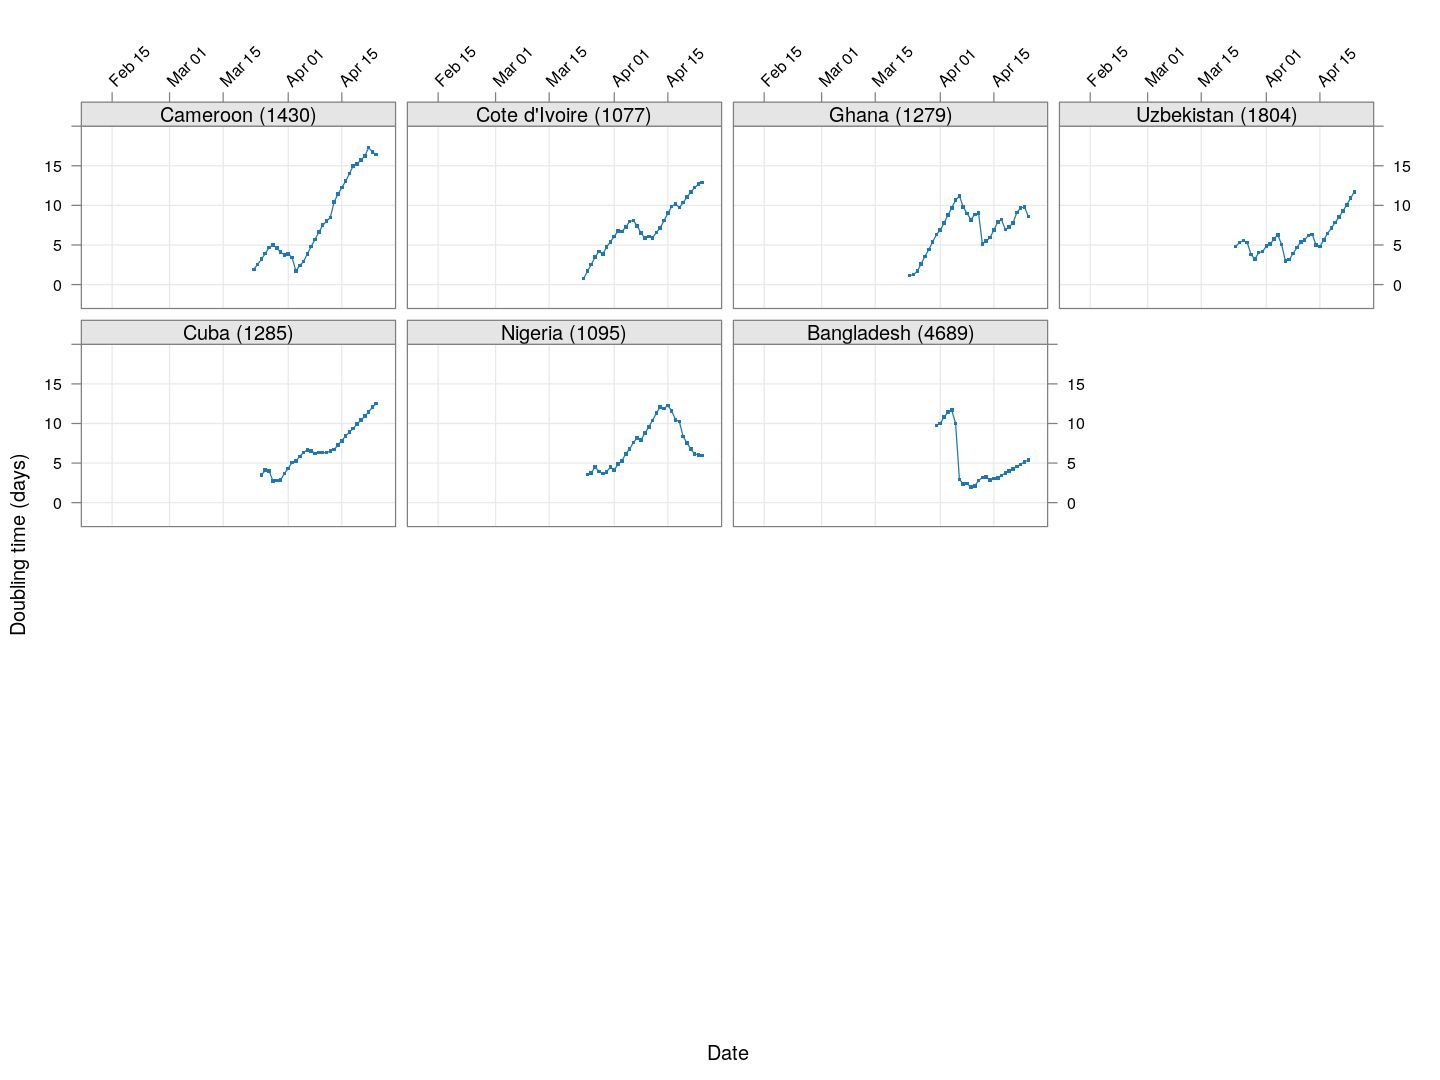 Feb 15 Mar 01 Mar 15 Apr 01 Apr 15 Feb 15 Mar 01 Mar 15 Apr 01 Apr 15 Feb 15 Mar 01 Mar 15 Apr 01 Apr 15 Feb 15 Mar 01 Mar 15 Apr 01 Apr 15
Cameroon (1430) Cote d'Ivoire (1077) Ghana (1279) Uzbekistan (1804)
15 15
10 10
5 5
0 0
Cuba (1285) Nigeria (1095) Bangladesh (4689)
15 15
10 10
5 5
0 0
Doubling time (days)
Date